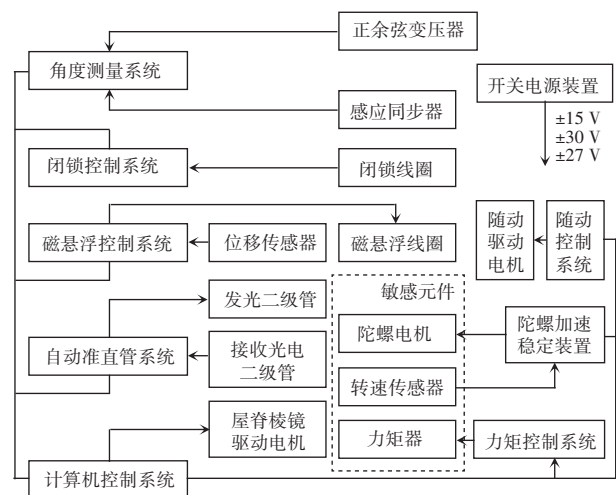 正余弦变压器
角度测量系统
开关电源装置
±15 V
±30 V
±27 V
感应同步器
闭锁控制系统
闭锁线圈
磁悬浮控制系统
位移传感器
磁悬浮线圈
随动
驱动
电机
随动
控制
系统
发光二级管
敏感元件
自动准直管系统
接收光电
二级管
陀螺电机
陀螺加速
稳定装置
转速传感器
屋脊棱镜
驱动电机
力矩器
力矩控制系统
计算机控制系统